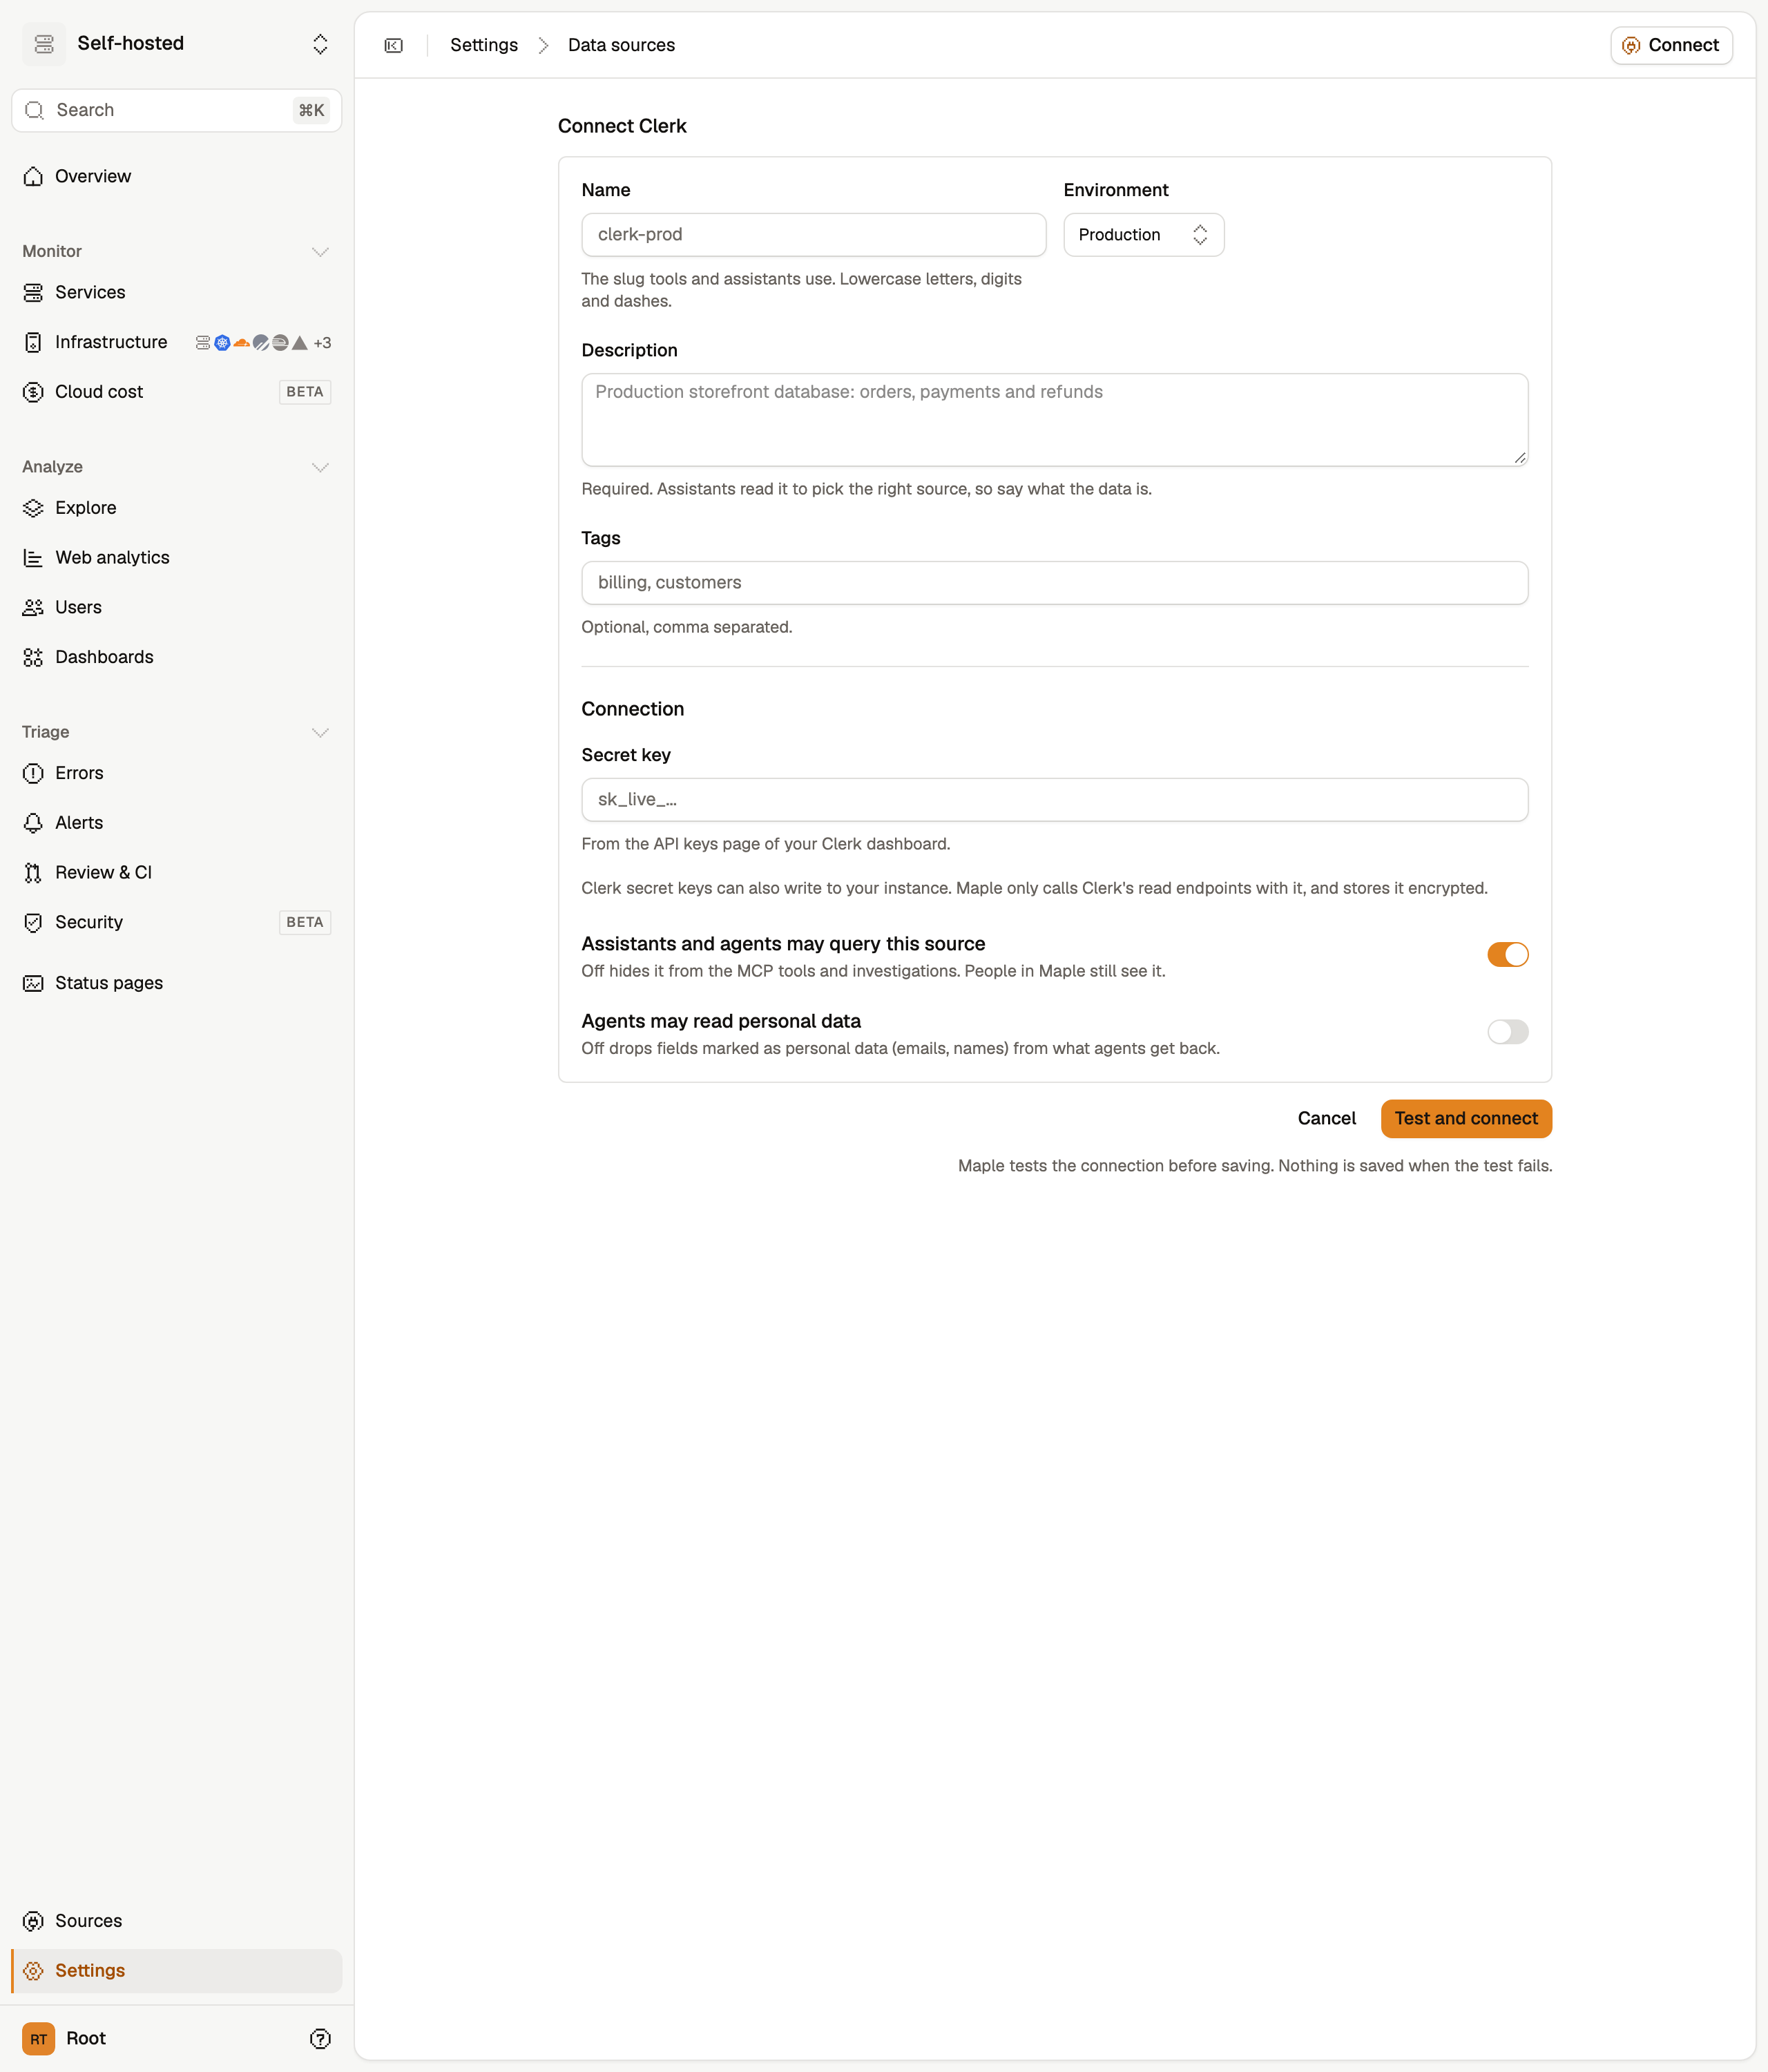 Self-hosted
Search
⌘K
Overview
Monitor
Services
Infrastructure
+3
Cloud cost
BETA
Analyze
Explore
Web analytics
Users
Dashboards
Triage
Errors
Alerts
Review & CI
Security
BETA
Status pages
Sources
Settings
RT
Root
Settings
Data sources
Connect
Connect Clerk
Name
Environment
clerk-prod
Production
The slug tools and assistants use. Lowercase letters, digits
and dashes.
Description
Production storefront database: orders, payments and refunds
Required. Assistants read it to pick the right source, so say what the data is.
Tags
billing, customers
Optional, comma separated.
Connection
Secret key
sk_live_...
From the API keys page of your Clerk dashboard.
Clerk secret keys can also write to your instance. Maple only calls Clerk's read endpoints with it, and stores it encrypted.
Assistants and agents may query this source
Off hides it from the MCP tools and investigations. People in Maple still see it.
Agents may read personal data
Off drops fields marked as personal data (emails, names) from what agents get back.
Cancel
Test and connect
Maple tests the connection before saving. Nothing is saved when the test fails.